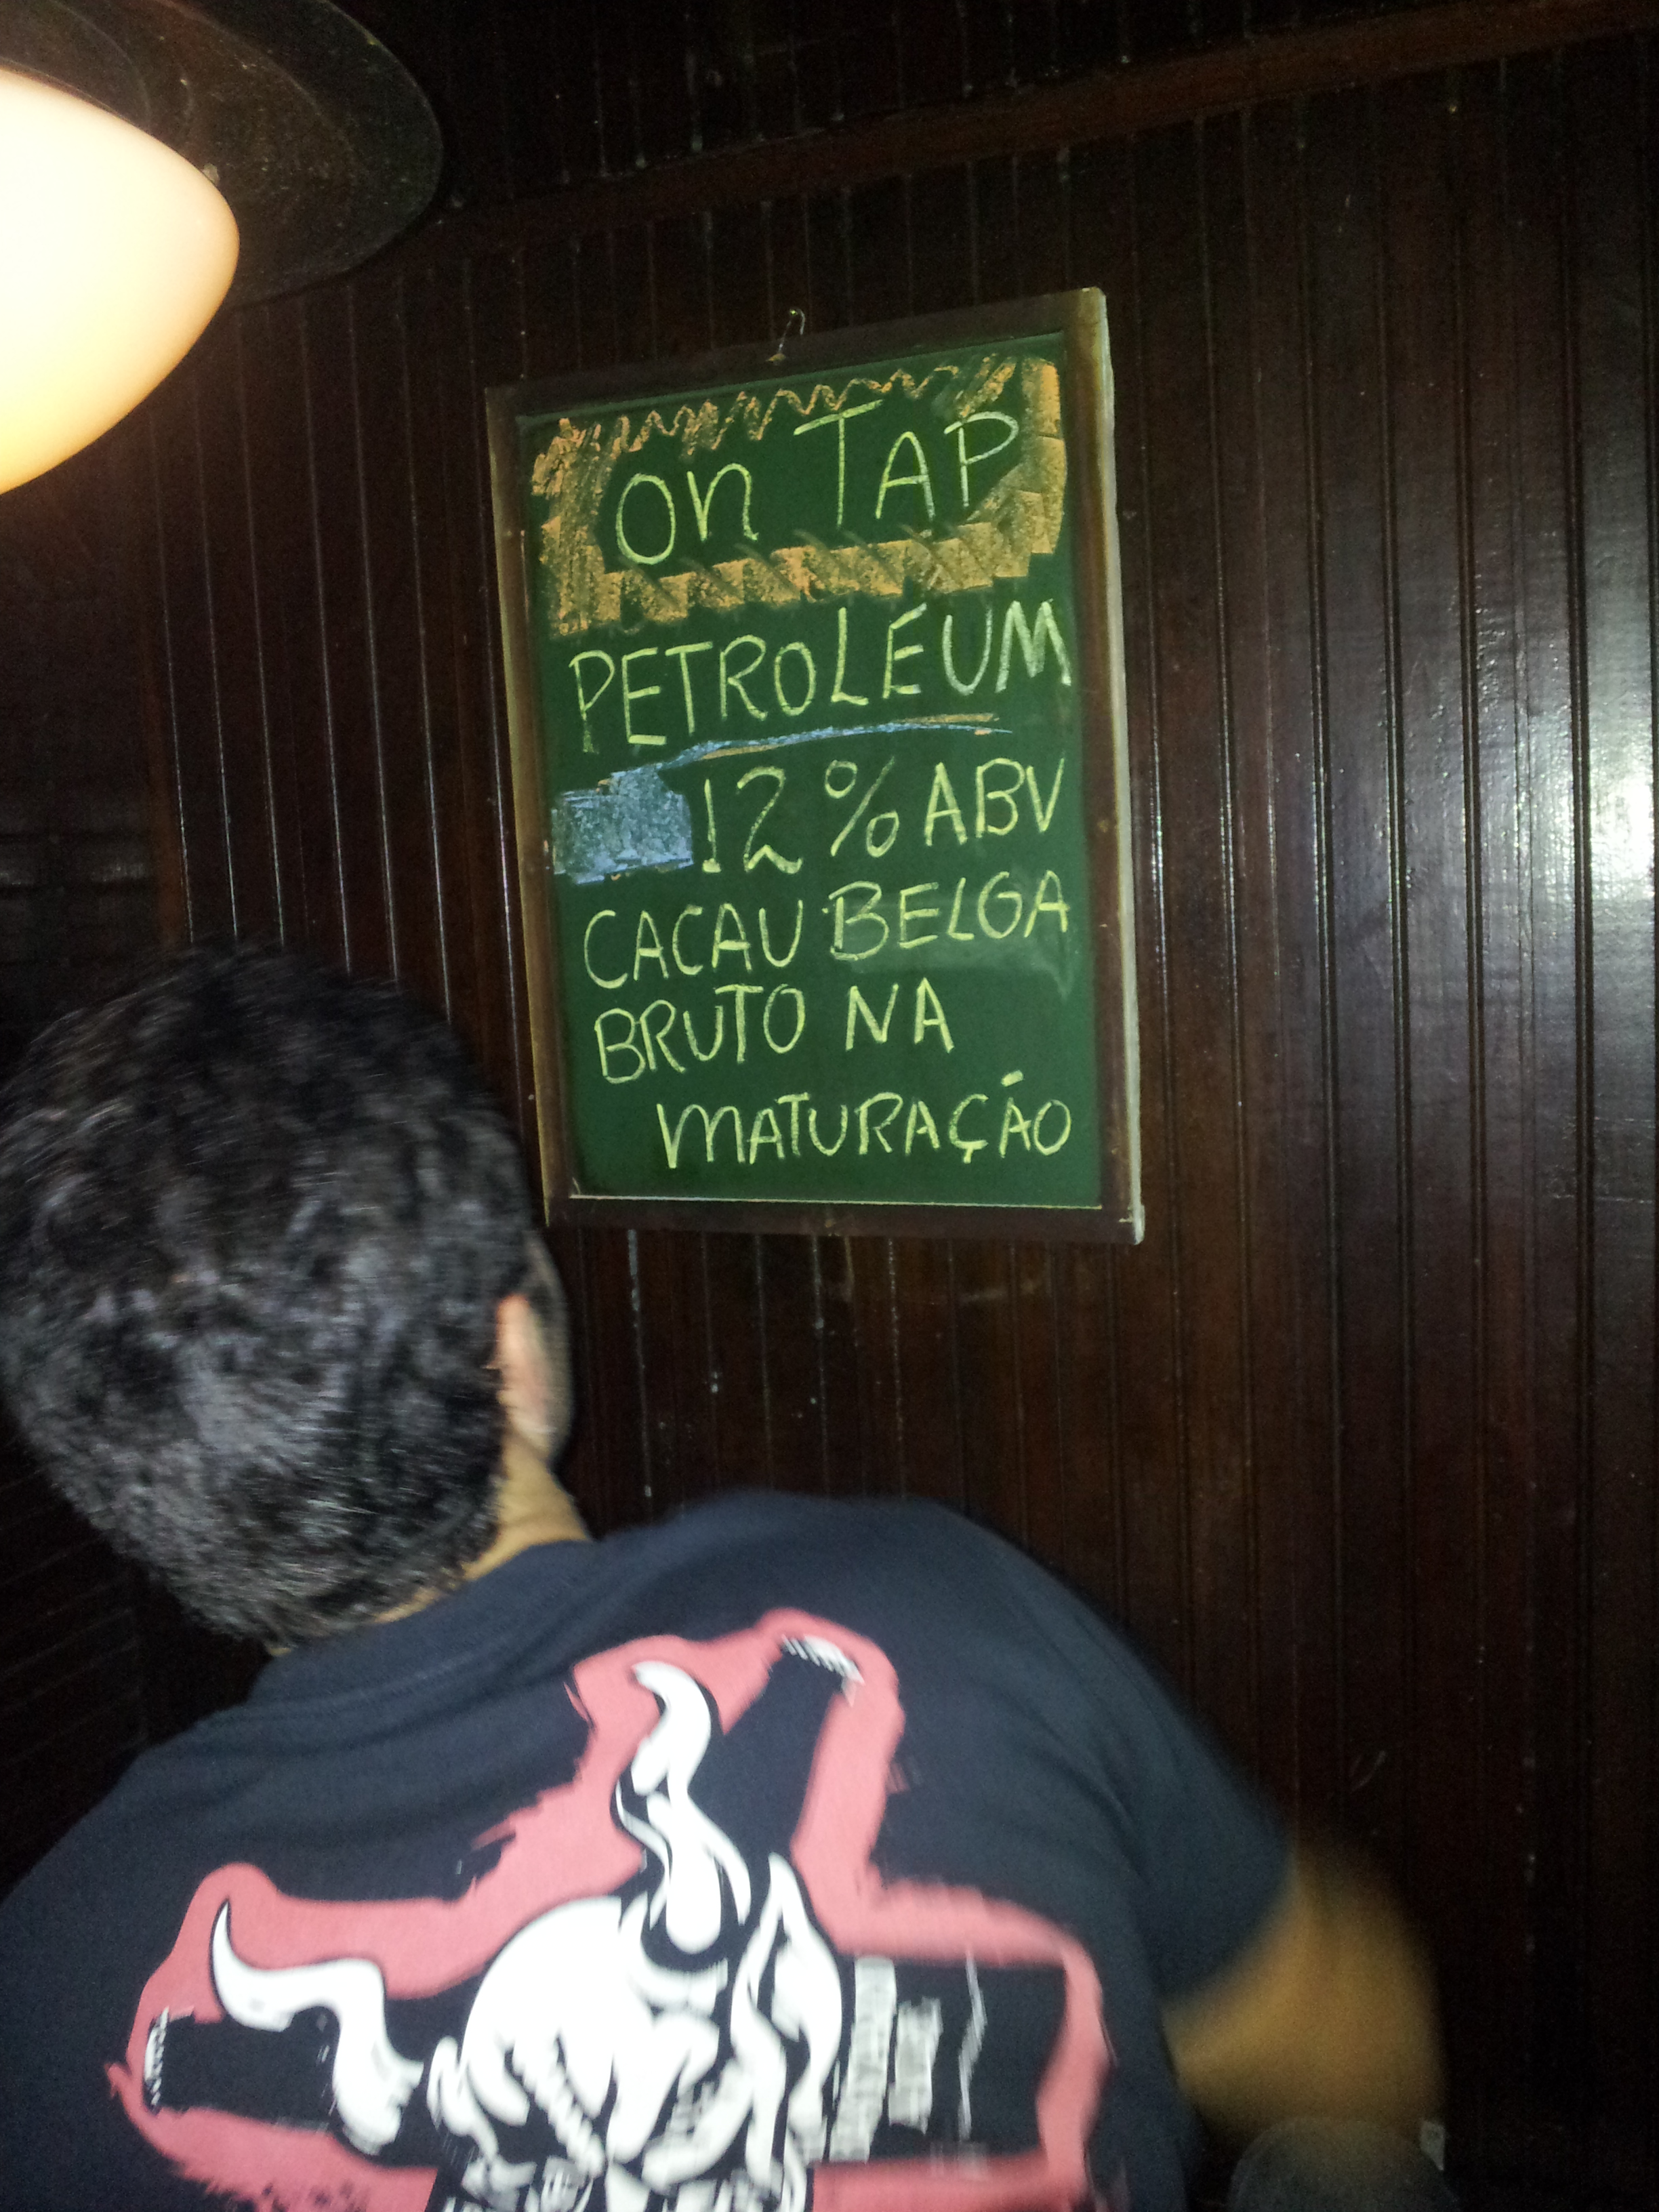 on TAP
PETROLEUM
12% ABV
CACAU BELGA
BRUTO NA
MATURAÇÃO